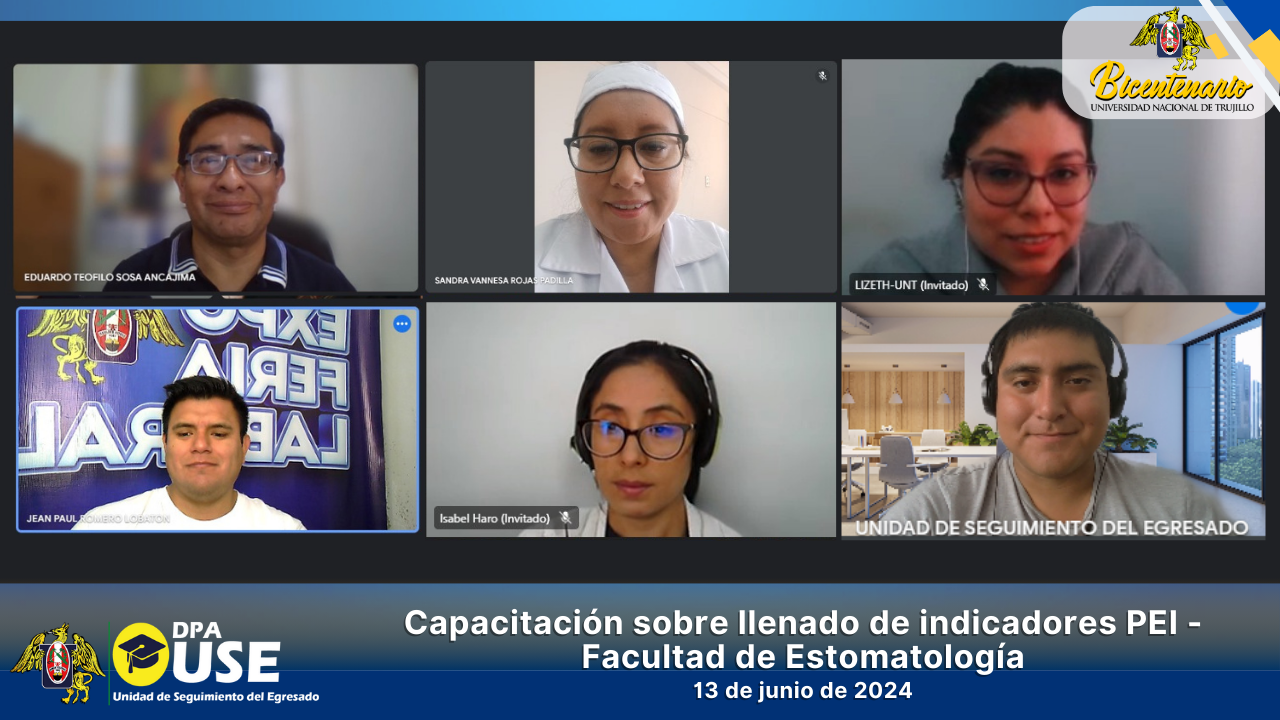 Bicentenario
UNIVERSIDAD NACIONAL DE TRUJILLO
EDUARDO TEOFILO SOSA ANCAJIMA
SANDRA VANNESA ROJAS PADILLA
LIZETH-UNT (Invitado)
EXPO
FERIA
LABORAL
JEAN PAUL ROMERO LOBATON
Isabel Haro (Invitado)
UNIDAD DE SEGUIMIENTO DEL EGRESADO
DPA
USE
Unidad de Seguimiento del Egresado
Capacitación sobre llenado de indicadores PEI -
Facultad de Estomatología
13 de junio de 2024